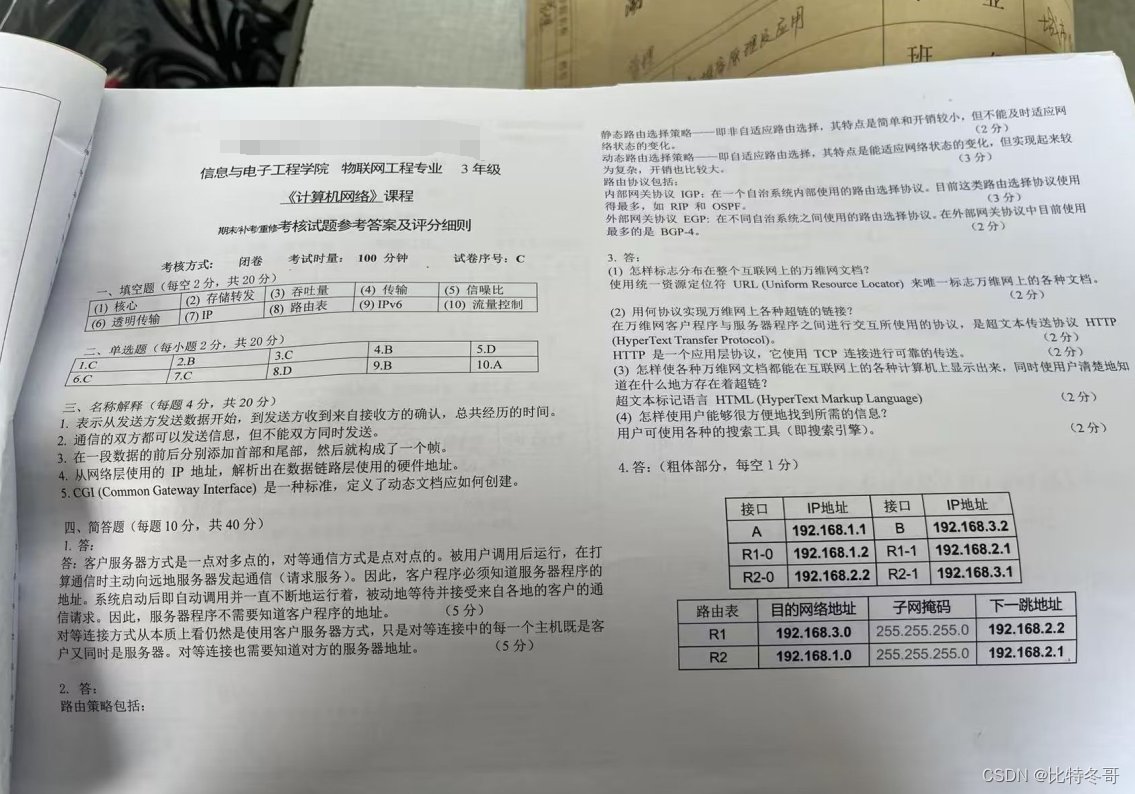 管理
原理及应用
班
信息与电子工程学院 物联网工程专业 3 年级
《计算机网络》课程
期末/补考/重修考核试题参考答案及评分细则
考核方式: 闭卷 考试时量: 100 分钟 试卷序号: C
一、填空题（每空 2 分，共 20 分）
(1) 核心 (2) 存储转发 (3) 吞吐量 (4) 传输 (5) 信噪比
(6) 透明传输 (7) IP (8) 路由表 (9) IPv6 (10) 流量控制
二、单选题（每小题 2 分，共 20 分）
1.C 2.B 3.C 4.B 5.D
6.C 7.C 8.D 9.B 10.A
三、名称解释（每题 4 分，共 20 分）
1. 表示从发送方发送数据开始，到发送方收到来自接收方的确认，总共经历的时间。
2. 通信的双方都可以发送信息，但不能双方同时发送。
3. 在一段数据的前后分别添加首部和尾部，然后就构成了一个帧。
4. 从网络层使用的 IP 地址，解析出在数据链路层使用的硬件地址。
5. CGI (Common Gateway Interface) 是一种标准，定义了动态文档应如何创建。
四、简答题（每题 10 分，共 40 分）
1. 答:
答: 客户服务器方式是一点对多点的，对等通信方式是点对点的。被用户调用后运行，在打
算通信时主动向远地服务器发起通信（请求服务）。因此，客户程序必须知道服务器程序的
地址。系统启动后即自动调用并一直不断地运行着，被动地等待并接受来自各地的客户的通
信请求。因此，服务器程序不需要知道客户程序的地址。 （5 分）
对等连接方式从本质上看仍然是使用客户服务器方式，只是对等连接中的每一个主机既是客
户又同时是服务器。对等连接也需要知道对方的服务器地址。 （5 分）
2. 答:
路由策略包括:
静态路由选择策略——即非自适应路由选择，其特点是简单和开销较小，但不能及时适应网
络状态的变化。 （2 分）
动态路由选择策略——即自适应路由选择，其特点是能适应网络状态的变化，但实现起来较
为复杂，开销也比较大。 （3 分）
路由协议包括:
内部网关协议 IGP: 在一个自治系统内部使用的路由选择协议。目前这类路由选择协议使用
得最多，如 RIP 和 OSPF。 （3 分）
外部网关协议 EGP: 在不同自治系统之间使用的路由选择协议。在外部网关协议中目前使用
最多的是 BGP-4。 （2 分）
3. 答:
(1) 怎样标志分布在整个互联网上的万维网文档?
使用统一资源定位符 URL (Uniform Resource Locator) 来唯一标志万维网上的各种文档。
（2 分）
(2) 用何协议实现万维网上各种超链的链接?
在万维网客户程序与服务器程序之间进行交互所使用的协议，是超文本传送协议 HTTP
(HyperText Transfer Protocol)。 （2 分）
HTTP 是一个应用层协议，它使用 TCP 连接进行可靠的传送。 （2 分）
(3) 怎样使各种万维网文档都能在互联网上的各种计算机上显示出来，同时使用户清楚地知
道在什么地方存在着超链?
超文本标记语言 HTML (HyperText Markup Language) （2 分）
(4) 怎样使用户能够很方便地找到所需的信息?
用户可使用各种的搜索工具（即搜索引擎）。 （2 分）
4. 答:（粗体部分，每空 1 分）
接口 IP地址 接口 IP地址
A 192.168.1.1 B 192.168.3.2
R1-0 192.168.1.2 R1-1 192.168.2.1
R2-0 192.168.2.2 R2-1 192.168.3.1
路由表 目的网络地址 子网掩码 下一跳地址
R1 192.168.3.0 255.255.255.0 192.168.2.2
R2 192.168.1.0 255.255.255.0 192.168.2.1
CSDN @比特冬哥